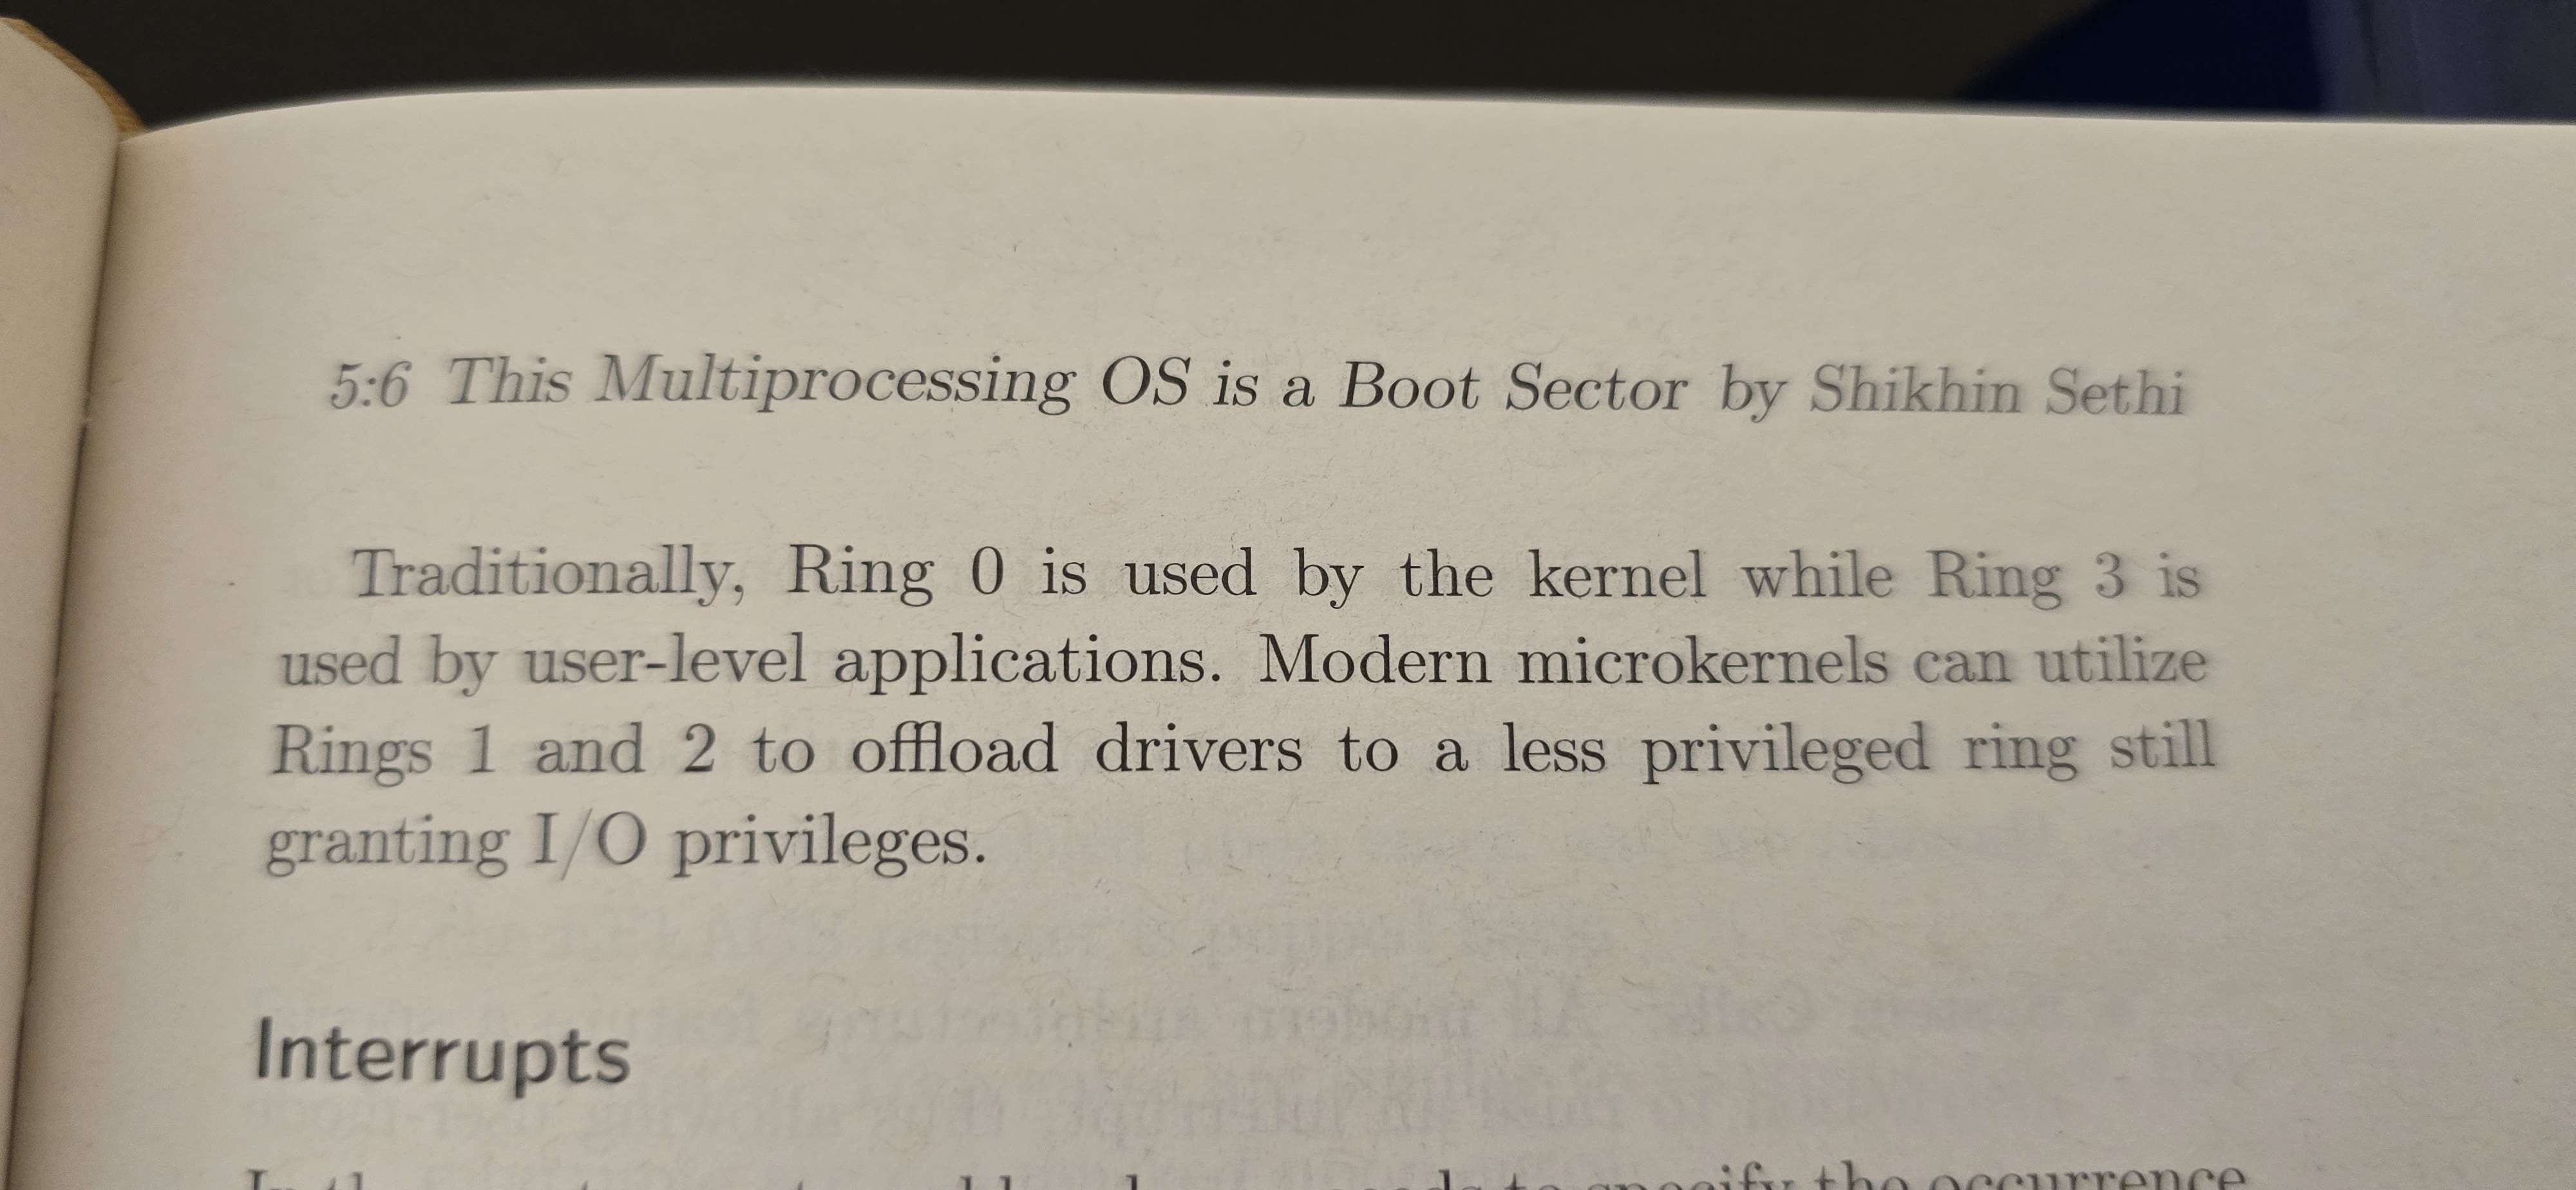 5:6 This Multiprocessing OS is a Boot Sector by Shikhin Sethi
Traditionally, Ring 0 is used by the kernel while Ring 3 is
used by user-level applications. Modern microkernels can utilize
Rings 1 and 2 to offload drivers to a less privileged ring still
granting I/O privileges.
Interrupts
to specify the occurrence